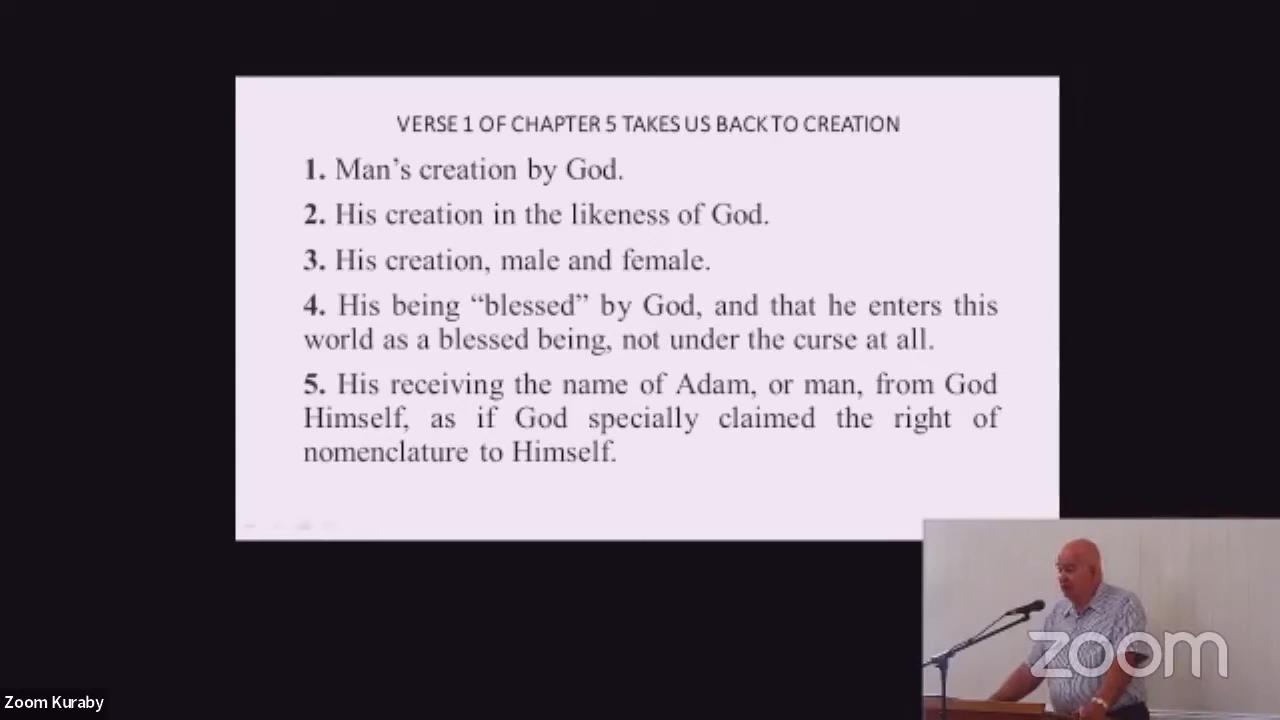 VERSE 1 OF CHAPTER 5 TAKES US BACK TO CREATION
1. Man's creation by God.
2. His creation in the likeness of God.
3. His creation, male and female.
4. His being “blessed” by God, and that he enters this
world as a blessed being, not under the curse at all.
5. His receiving the name of Adam, or man, from God
Himself, as if God specially claimed the right of
nomenclature to Himself.
zoom
Zoom Kuraby